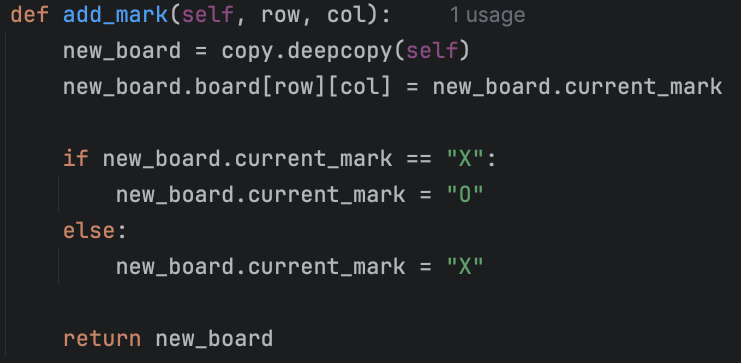 def add_mark(self, row, col):    1 usage
    new_board = copy.deepcopy(self)
    new_board.board[row][col] = new_board.current_mark

    if new_board.current_mark == "X":
        new_board.current_mark = "O"
    else:
        new_board.current_mark = "X"

    return new_board